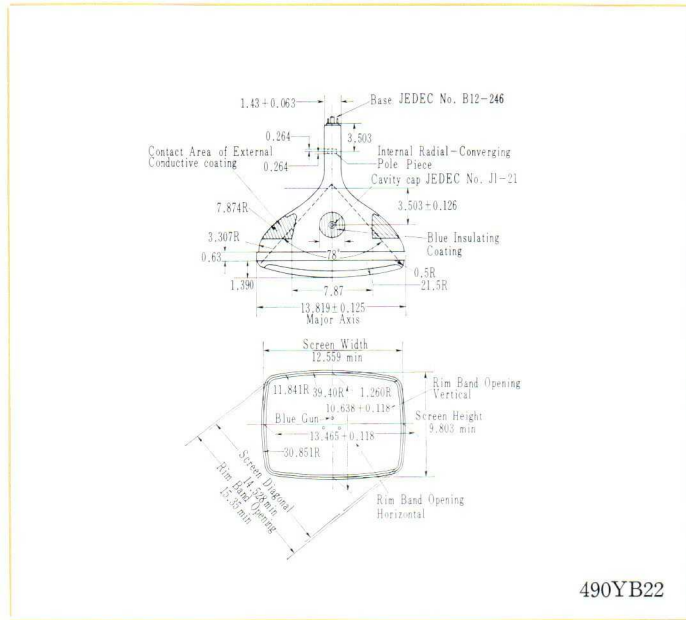 1.43±0.063
Base JEDEC No. B12-246
0.264
3.503
Contact Area of External
Conductive coating
Internal Radial-Converging
Pole Piece
0.264
Cavity cap JEDEC No. J1-21
7.874R
3.503±0.126
3.307R
Blue Insulating
Coating
78°
0.63
0.5R
1.390
7.87
21.5R
13.819±0.125
Major Axis
Screen Width
12.559 min
11.841R
39.40R
1.260R
Rim Band Opening
Vertical
10.638±0.118
Blue Gun
Screen Height
9.803 min
13.465±0.118
30.851R
Screen Diagonal
14.528min
Rim Band Opening
15.35min
Rim Band Opening
Horizontal
490YB22